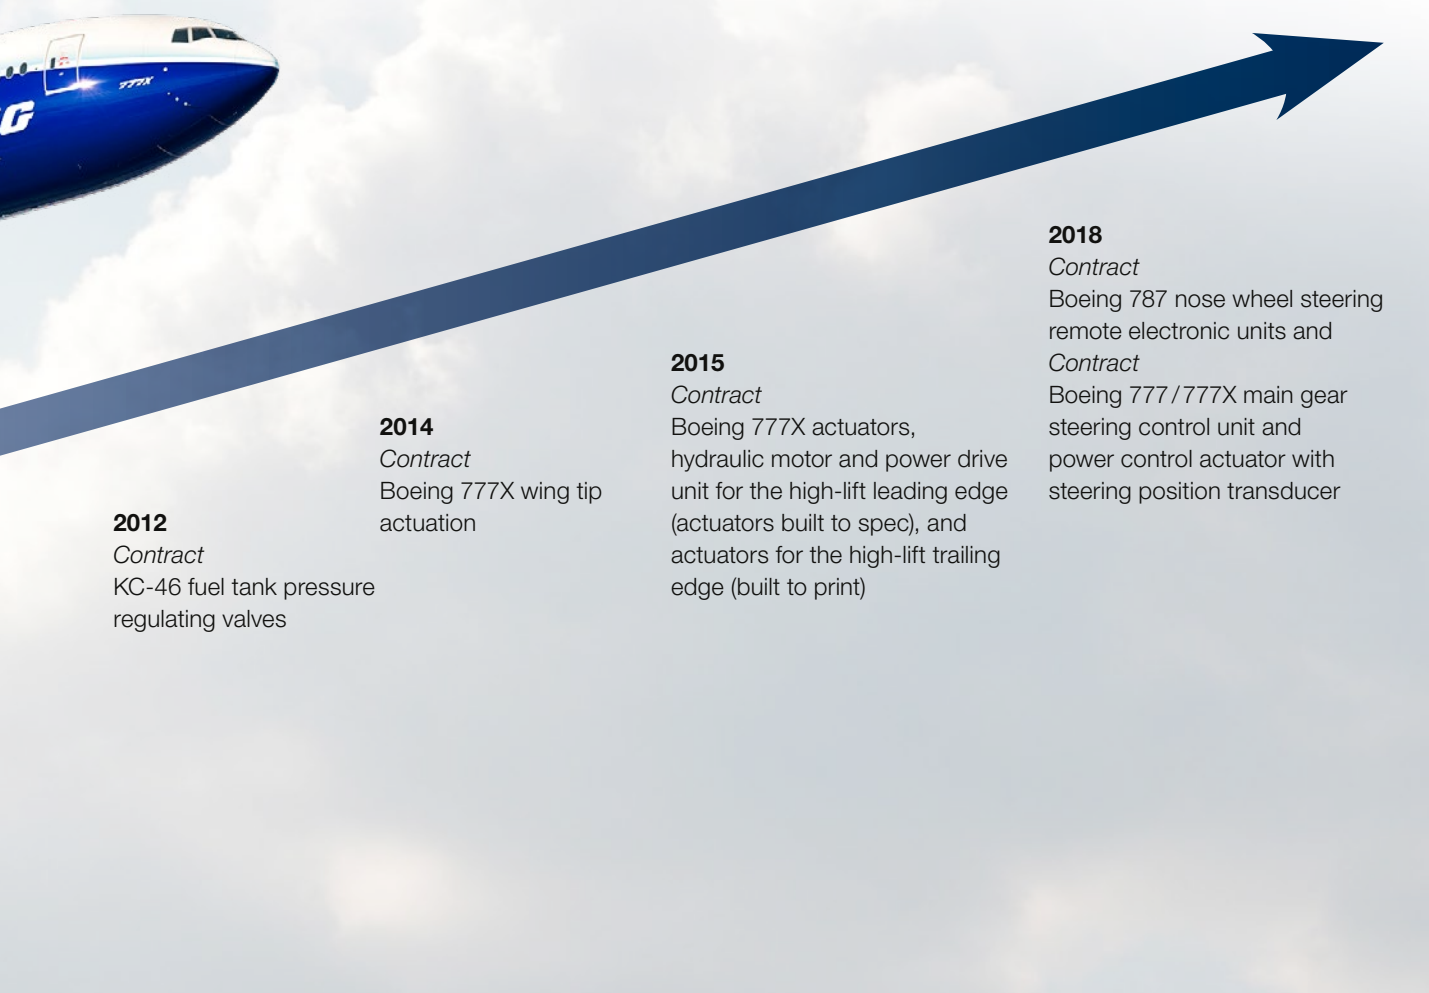 777X
2018
Contract
Boeing 787 nose wheel steering
remote electronic units and
Contract
Boeing 777/777X main gear
steering control unit and
power control actuator with
steering position transducer
2015
Contract
Boeing 777X actuators,
hydraulic motor and power drive
unit for the high-lift leading edge
(actuators built to spec), and
actuators for the high-lift trailing
edge (built to print)
2014
Contract
Boeing 777X wing tip
actuation
2012
Contract
KC-46 fuel tank pressure
regulating valves